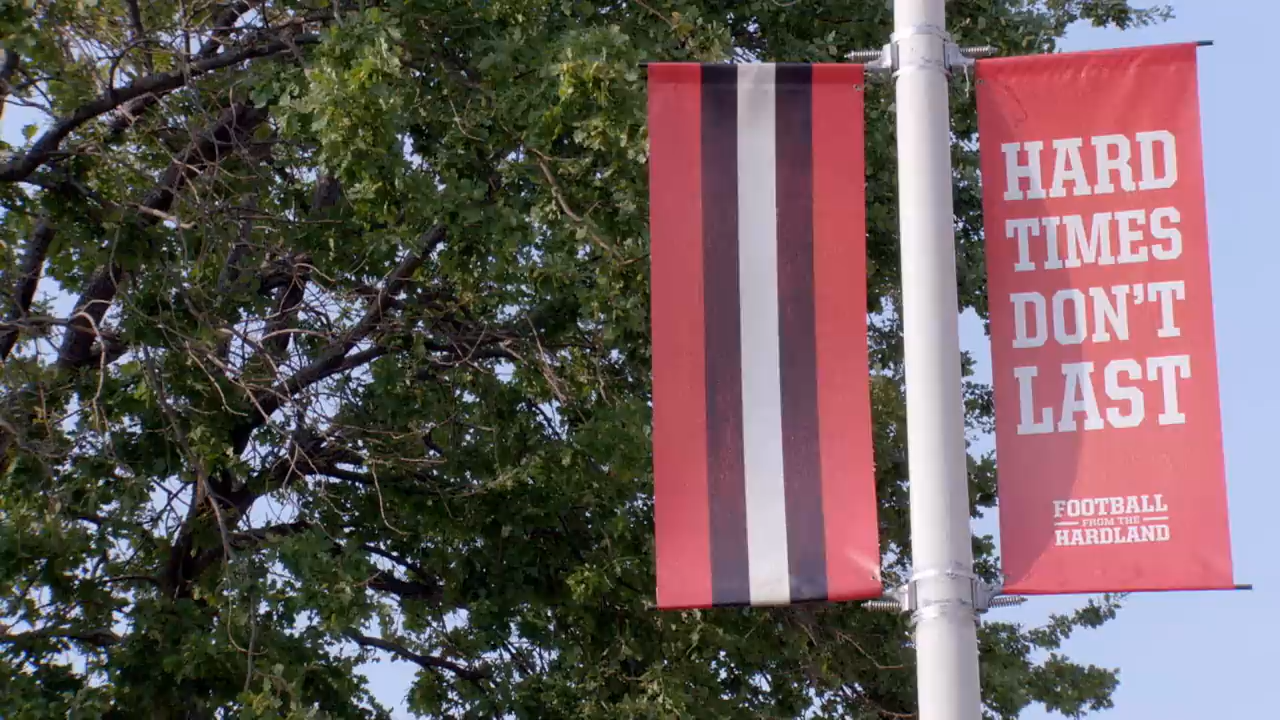 HARD
TIMES
DON'T
LAST
FOOTBALL
FROM THE
HARDLAND